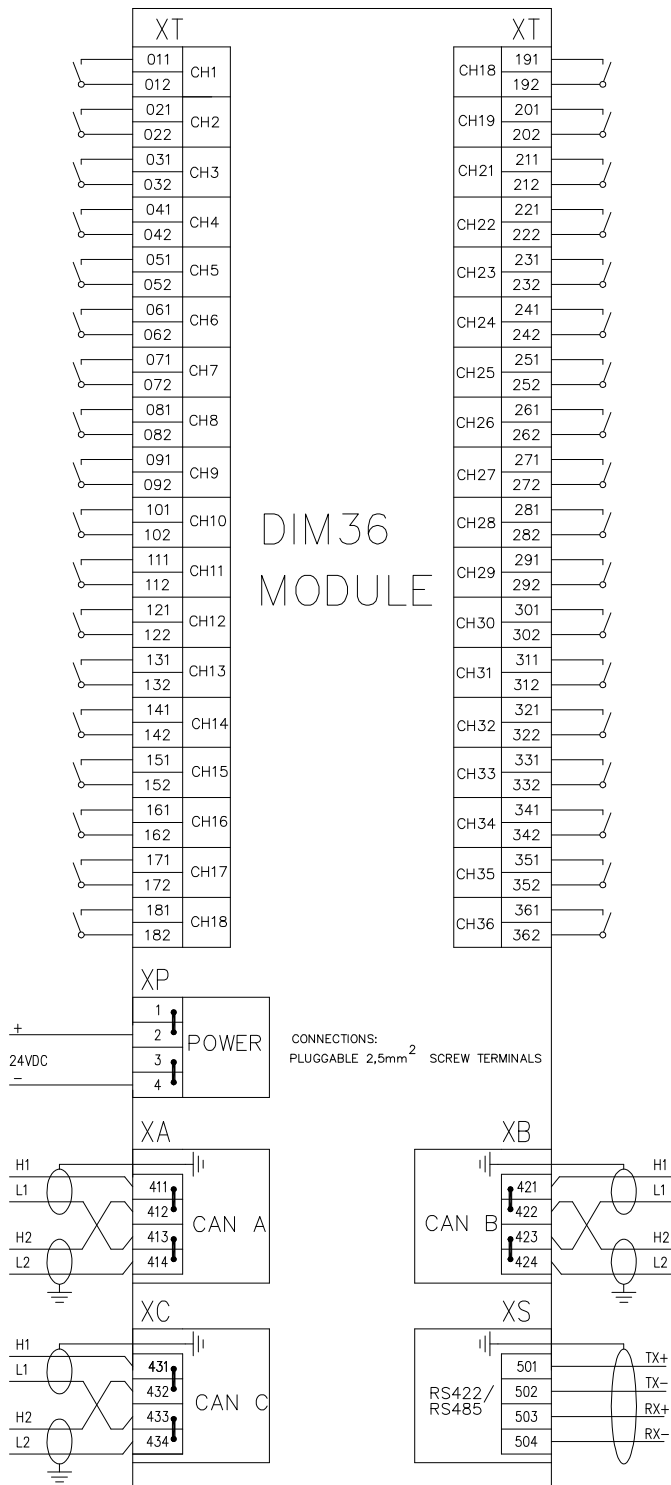 XT
011
CH1
012
021
CH2
022
031
CH3
032
041
CH4
042
051
CH5
052
061
CH6
062
071
CH7
072
081
CH8
082
091
CH9
092
101
CH10
102
111
CH11
112
121
CH12
122
131
CH13
132
141
CH14
142
151
CH15
152
161
CH16
162
171
CH17
172
181
CH18
182
DIM36
MODULE
XT
191
CH18
192
201
CH19
202
211
CH21
212
221
CH22
222
231
CH23
232
241
CH24
242
251
CH25
252
261
CH26
262
271
CH27
272
281
CH28
282
291
CH29
292
301
CH30
302
311
CH31
312
321
CH32
322
331
CH33
332
341
CH34
342
351
CH35
352
361
CH36
362
XP
1
2
3
4
POWER
+
24VDC
−
CONNECTIONS:
PLUGGABLE 2,5mm² SCREW TERMINALS
XA
H1
L1
H2
L2
411
412
413
414
CAN A
XB
CAN B
421
422
423
424
H1
L1
H2
L2
XC
H1
L1
H2
L2
431
432
433
434
CAN C
XS
RS422/
RS485
501
502
503
504
TX+
TX-
RX+
RX-